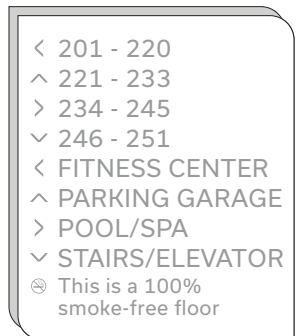 < 201 - 220
^ 221 - 233
> 234 - 245
⌄ 246 - 251
< FITNESS CENTER
^ PARKING GARAGE
> POOL/SPA
⌄ STAIRS/ELEVATOR
This is a 100%
smoke-free floor